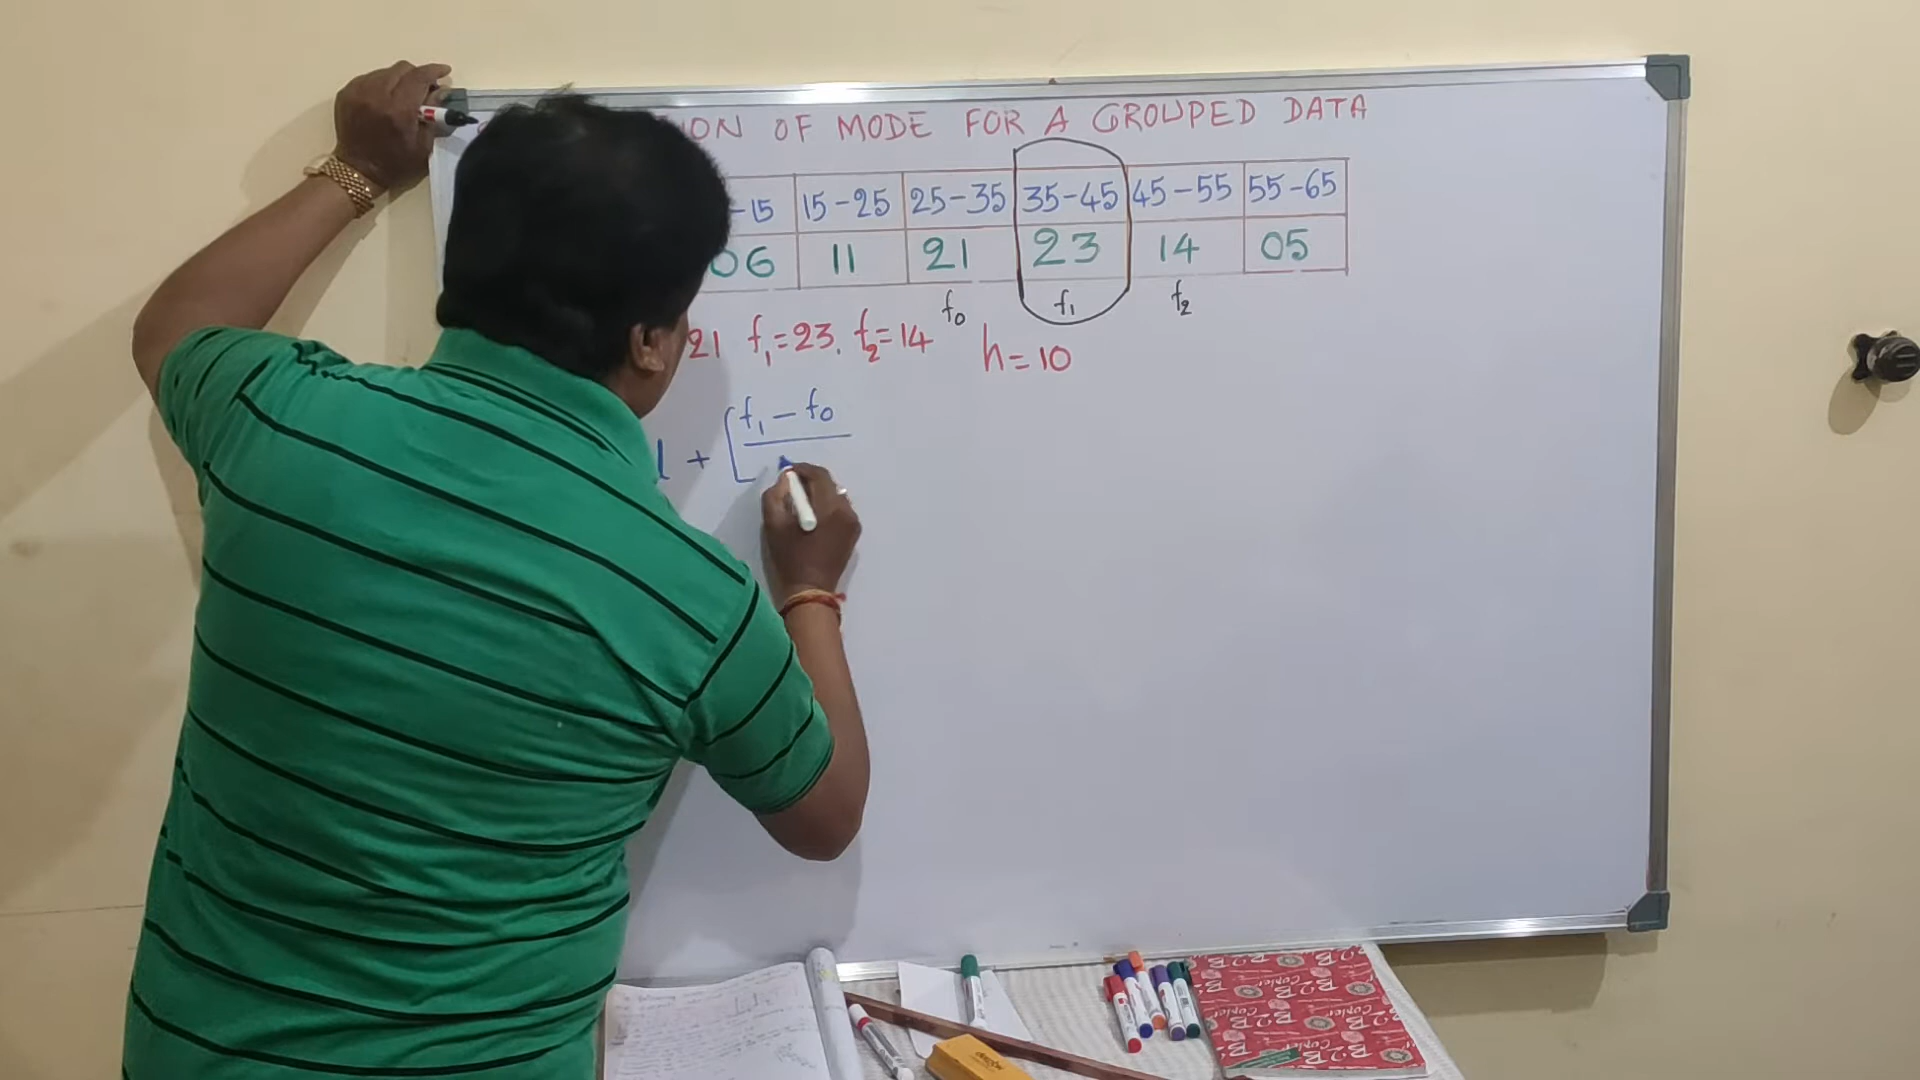 ION OF MODE FOR A GROUPED DATA
-15 15-25 25-35 35-45 45-55 55-65
06 11 21 23 14 05
f₀ f₁ f₂
21 f₁=23. f₂=14 h=10
l + [f₁ - f₀